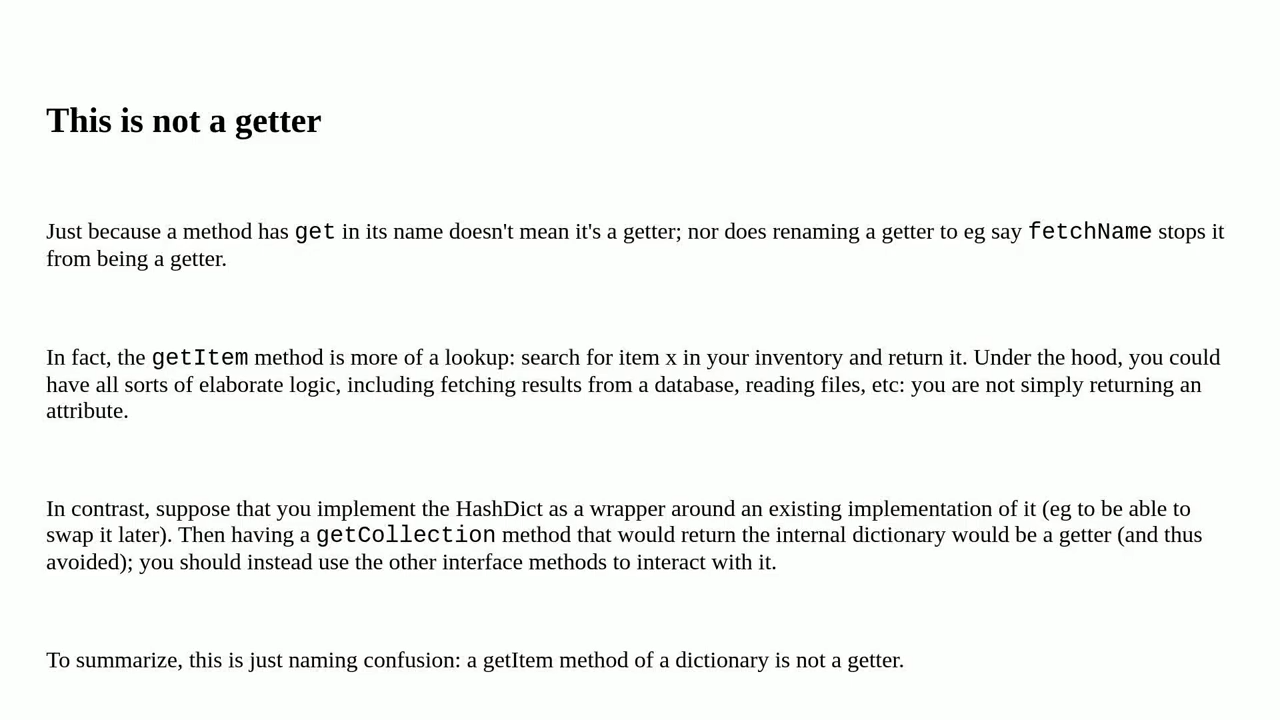 This is not a getter
Just because a method has get in its name doesn't mean it's a getter; nor does renaming a getter to eg say fetchName stops it
from being a getter.
In fact, the getItem method is more of a lookup: search for item x in your inventory and return it. Under the hood, you could
have all sorts of elaborate logic, including fetching results from a database, reading files, etc: you are not simply returning an
attribute.
In contrast, suppose that you implement the HashDict as a wrapper around an existing implementation of it (eg to be able to
swap it later). Then having a getCollection method that would return the internal dictionary would be a getter (and thus
avoided); you should instead use the other interface methods to interact with it.
To summarize, this is just naming confusion: a getItem method of a dictionary is not a getter.